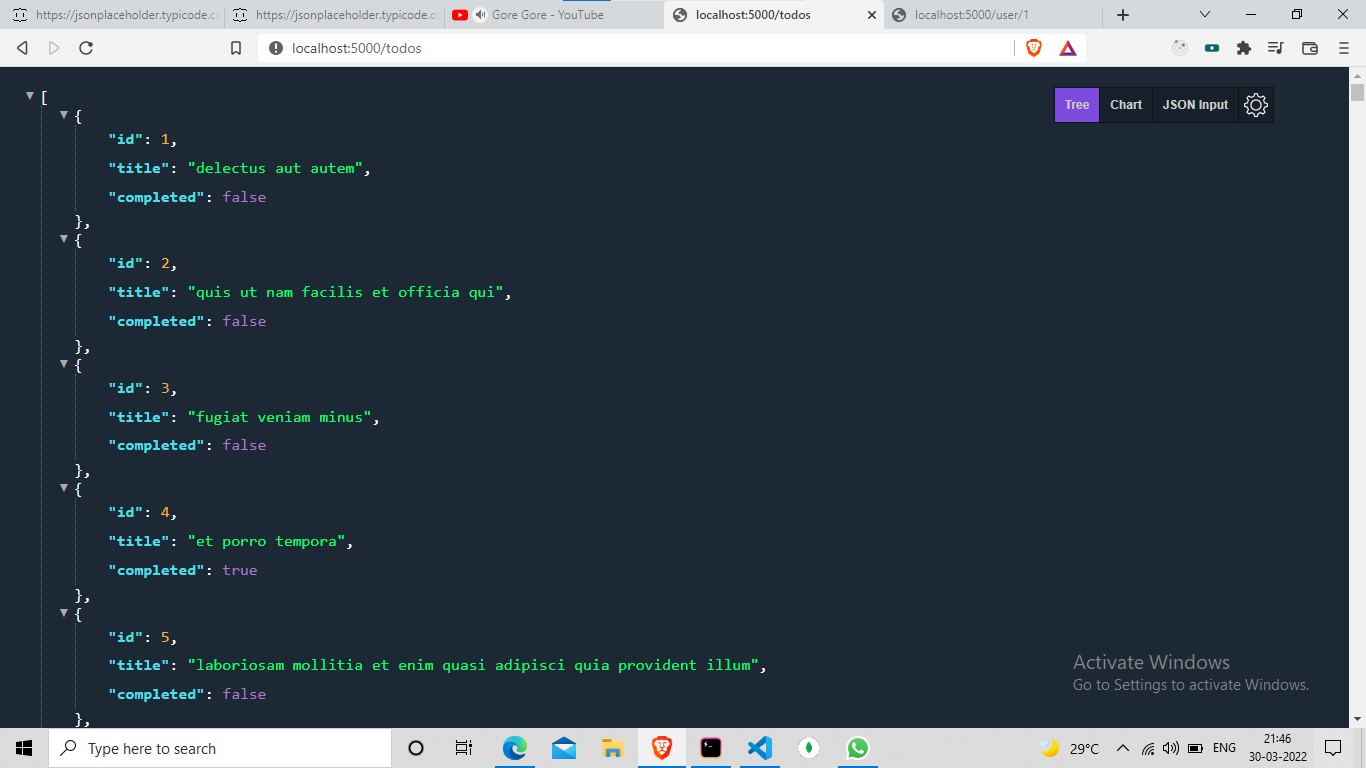 https://jsonplaceholder.typicode.cc
https://jsonplaceholder.typicode.cc
Gore Gore - YouTube
localhost:5000/todos
localhost:5000/user/1
localhost:5000/todos
Tree Chart JSON Input
[
{
"id": 1,
"title": "delectus aut autem",
"completed": false
},
{
"id": 2,
"title": "quis ut nam facilis et officia qui",
"completed": false
},
{
"id": 3,
"title": "fugiat veniam minus",
"completed": false
},
{
"id": 4,
"title": "et porro tempora",
"completed": true
},
{
"id": 5,
"title": "laboriosam mollitia et enim quasi adipisci quia provident illum",
"completed": false
},
Activate Windows
Go to Settings to activate Windows.
Type here to search
29°C
ENG
21:46
30-03-2022